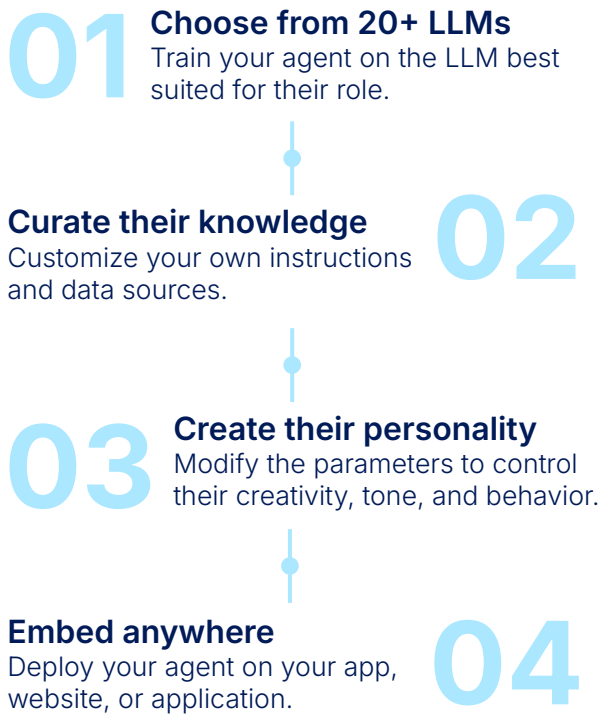 01
Choose from 20+ LLMs
Train your agent on the LLM best
suited for their role.
02
Curate their knowledge
Customize your own instructions
and data sources.
03
Create their personality
Modify the parameters to control
their creativity, tone, and behavior.
04
Embed anywhere
Deploy your agent on your app,
website, or application.